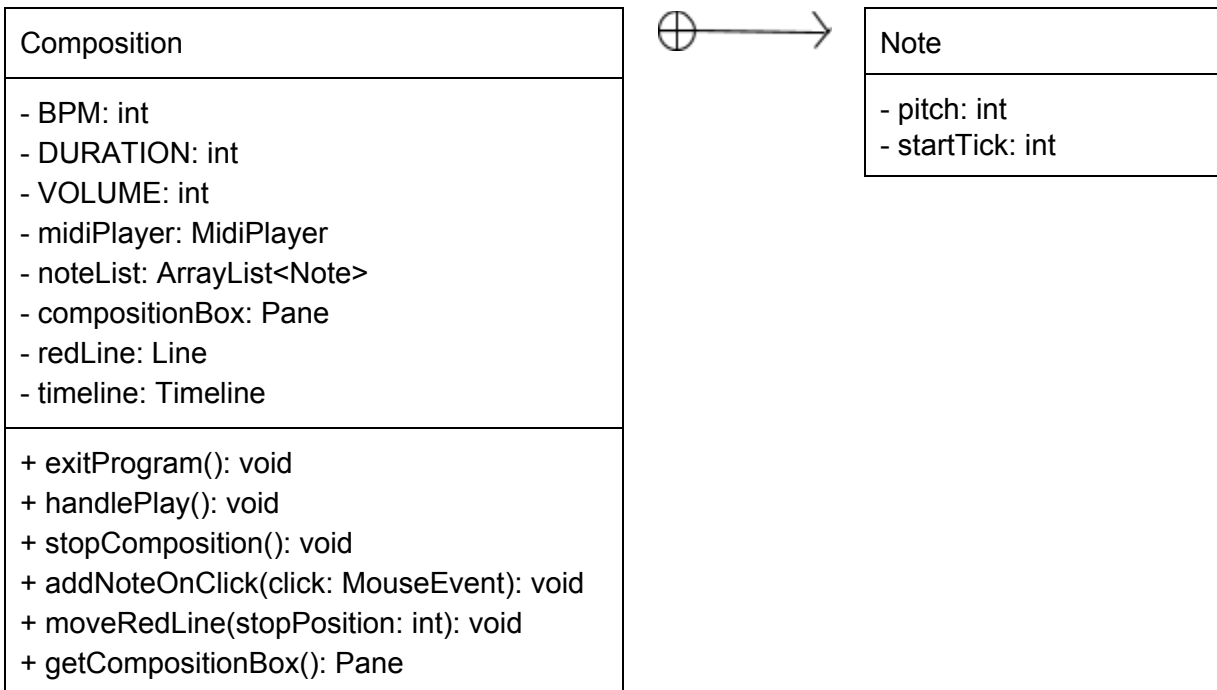 Composition
- BPM: int
- DURATION: int
- VOLUME: int
- midiPlayer: MidiPlayer
- noteList: ArrayList<Note>
- compositionBox: Pane
- redLine: Line
- timeline: Timeline
+ exitProgram(): void
+ handlePlay(): void
+ stopComposition(): void
+ addNoteOnClick(click: MouseEvent): void
+ moveRedLine(stopPosition: int): void
+ getCompositionBox(): Pane
Note
- pitch: int
- startTick: int